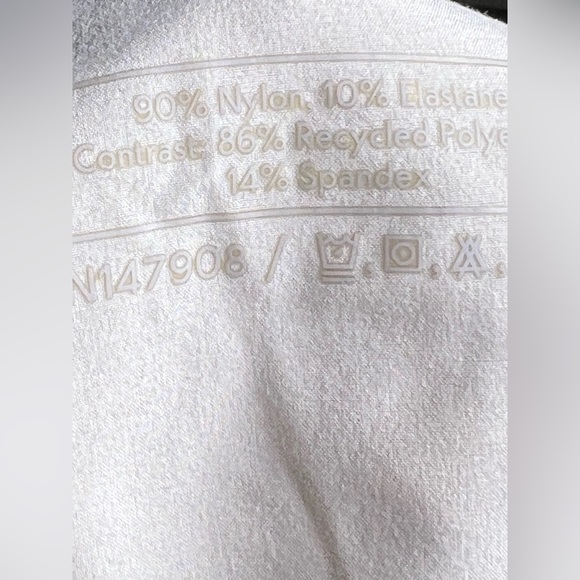 90% Nylon, 10% Elastane
Contrast: 86% Recycled Polye
14% Spandex
N147908 /